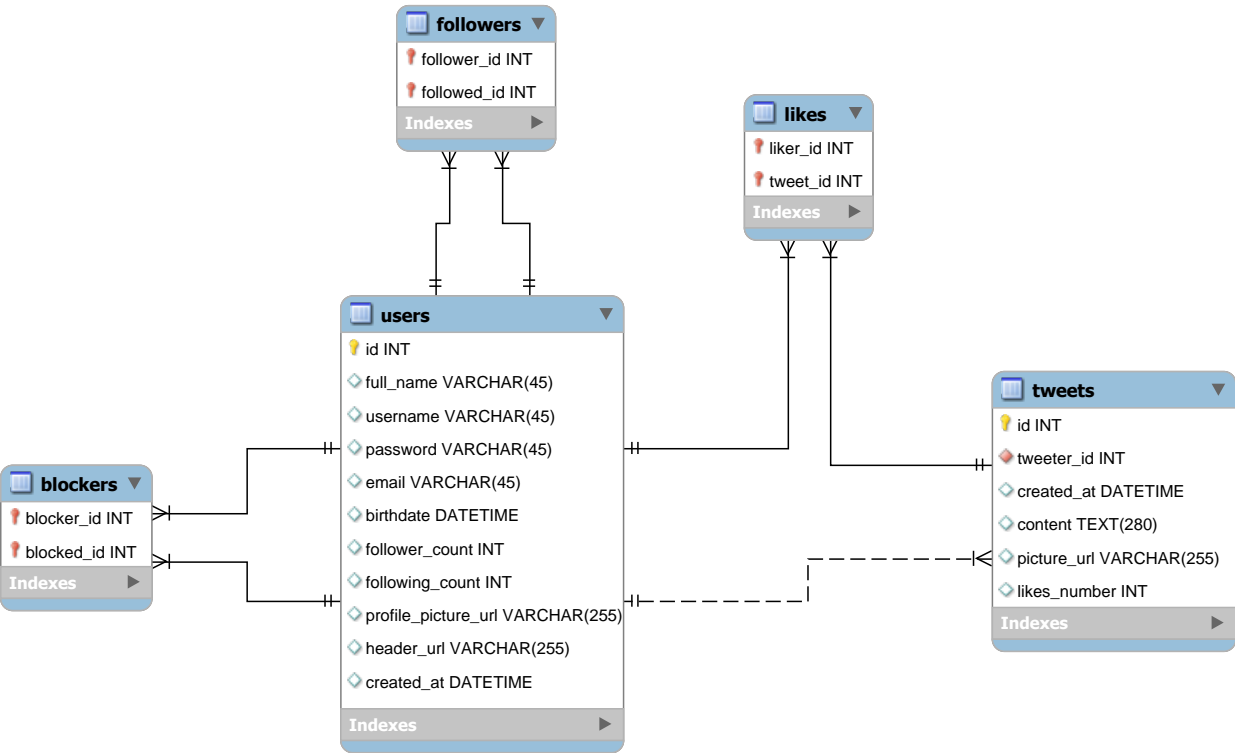 followers
follower_id INT
followed_id INT
Indexes
likes
liker_id INT
tweet_id INT
Indexes
users
id INT
full_name VARCHAR(45)
username VARCHAR(45)
password VARCHAR(45)
email VARCHAR(45)
birthdate DATETIME
follower_count INT
following_count INT
profile_picture_url VARCHAR(255)
header_url VARCHAR(255)
created_at DATETIME
Indexes
blockers
blocker_id INT
blocked_id INT
Indexes
tweets
id INT
tweeter_id INT
created_at DATETIME
content TEXT(280)
picture_url VARCHAR(255)
likes_number INT
Indexes